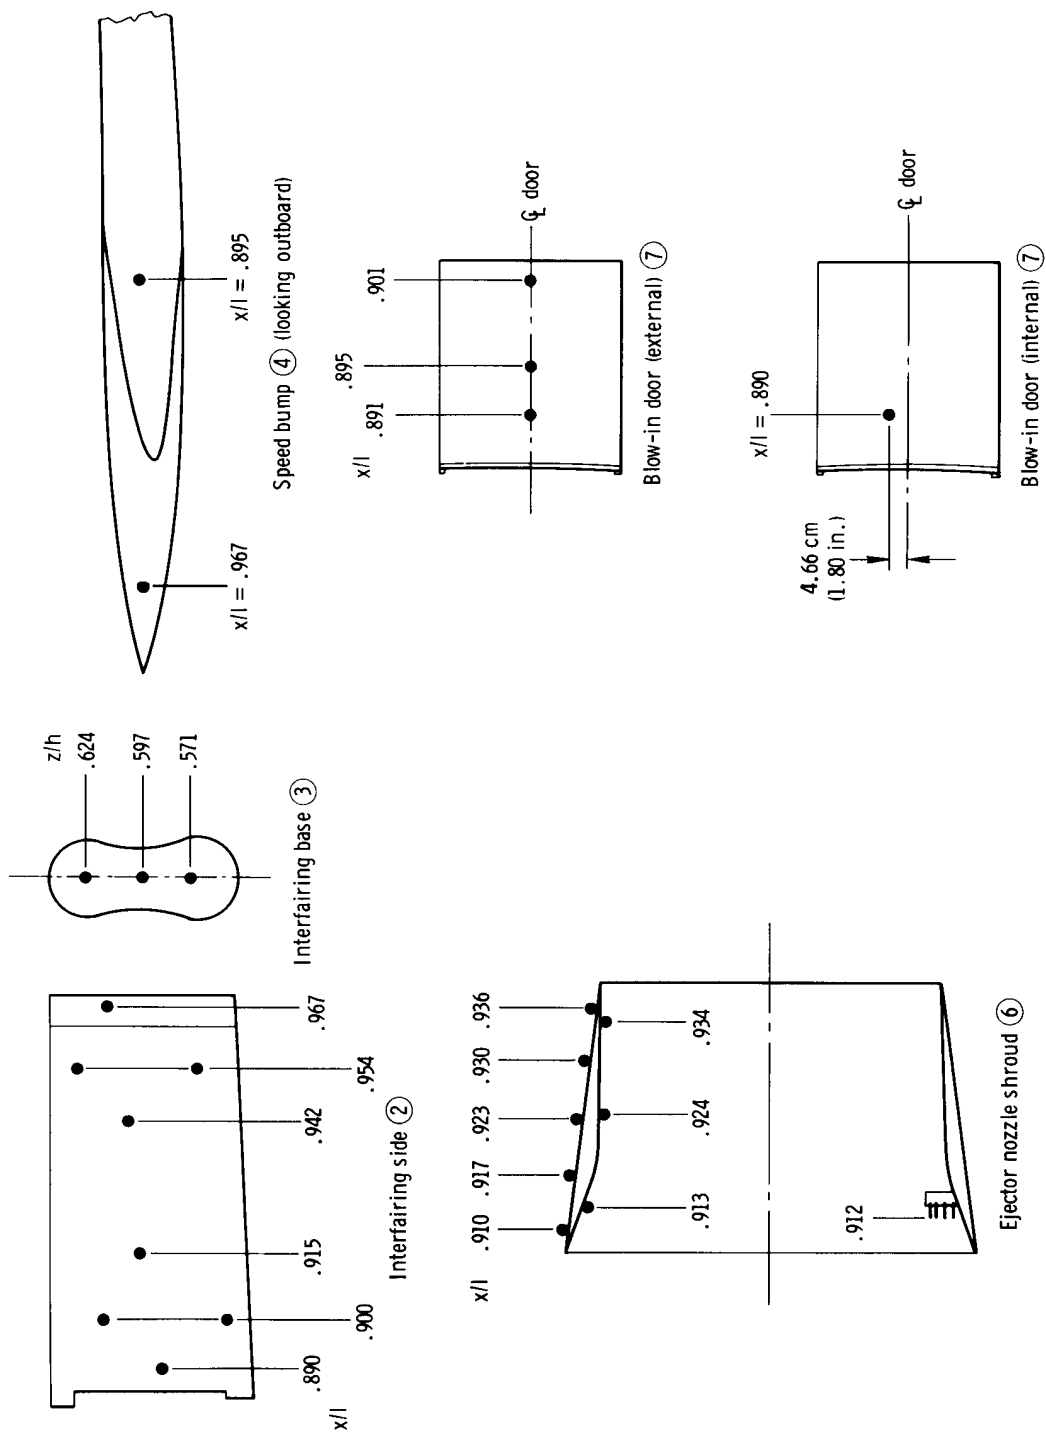 x/l
.890
.900
.915
.942
.954
.967
Interfairing side 2
z/h
.624
.597
.571
Interfairing base 3
x/l = .967
x/l = .895
Speed bump 4 (looking outboard)
x/l
.910
.917
.923
.930
.936
.913
.924
.934
.912
Ejector nozzle shroud 6
x/l
.891
.895
.901
℄ door
Blow-in door (external) 7
x/l = .890
4.66 cm
(1.80 in.)
℄ door
Blow-in door (internal) 7